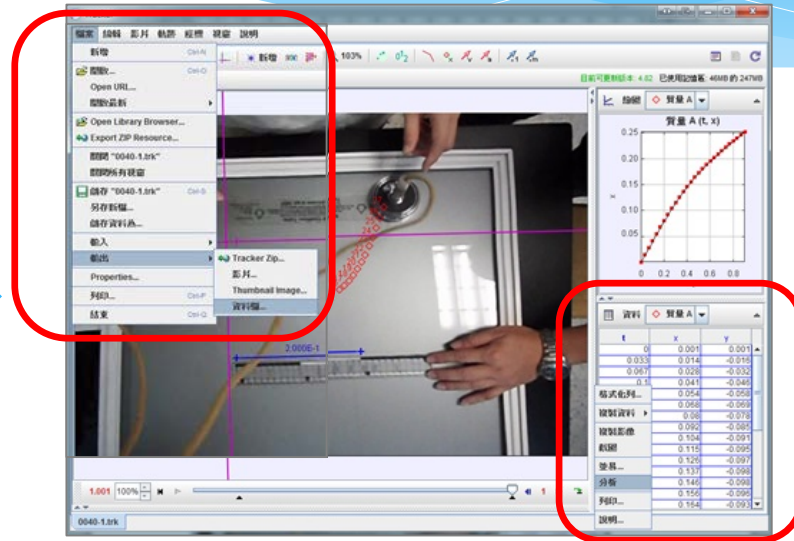 檔案 編輯 影片 軌跡 座標 視窗 說明
新增 Ctrl-N
開啟... Ctrl-O
Open URL...
開啟最新
Open Library Browser...
Export ZIP Resource...
關閉 "0040-1.trk"
關閉所有視窗
儲存 "0040-1.trk" Ctrl-S
另存新檔...
儲存資料為...
輸入
輸出
Properties...
列印... Ctrl-P
結束 Ctrl-Q
Tracker Zip...
影片...
Thumbnail Image...
資料檔...
新增
103%
目前可更新版本: 4.82 已使用記憶體: 46MB 的 247MB
繪圖 質量 A
質量 A (t, x)
0.25
0.20
0.15
0.10
0.05
x
0 0.2 0.4 0.6 0.8
2.000E-1
資料 質量 A
t x y
0 0.001 0.001
0.033 0.014 -0.016
0.067 0.028 -0.032
0.1 0.041 -0.046
0.054 -0.058
0.068 -0.069
0.08 -0.078
0.092 -0.085
0.104 -0.091
0.115 -0.095
0.126 -0.097
0.137 -0.098
0.146 -0.098
0.156 -0.096
0.164 -0.093
格式化列...
複製資料
複製影像
截圖
分析
列印...
說明...
1.001 100% 1
0040-1.trk